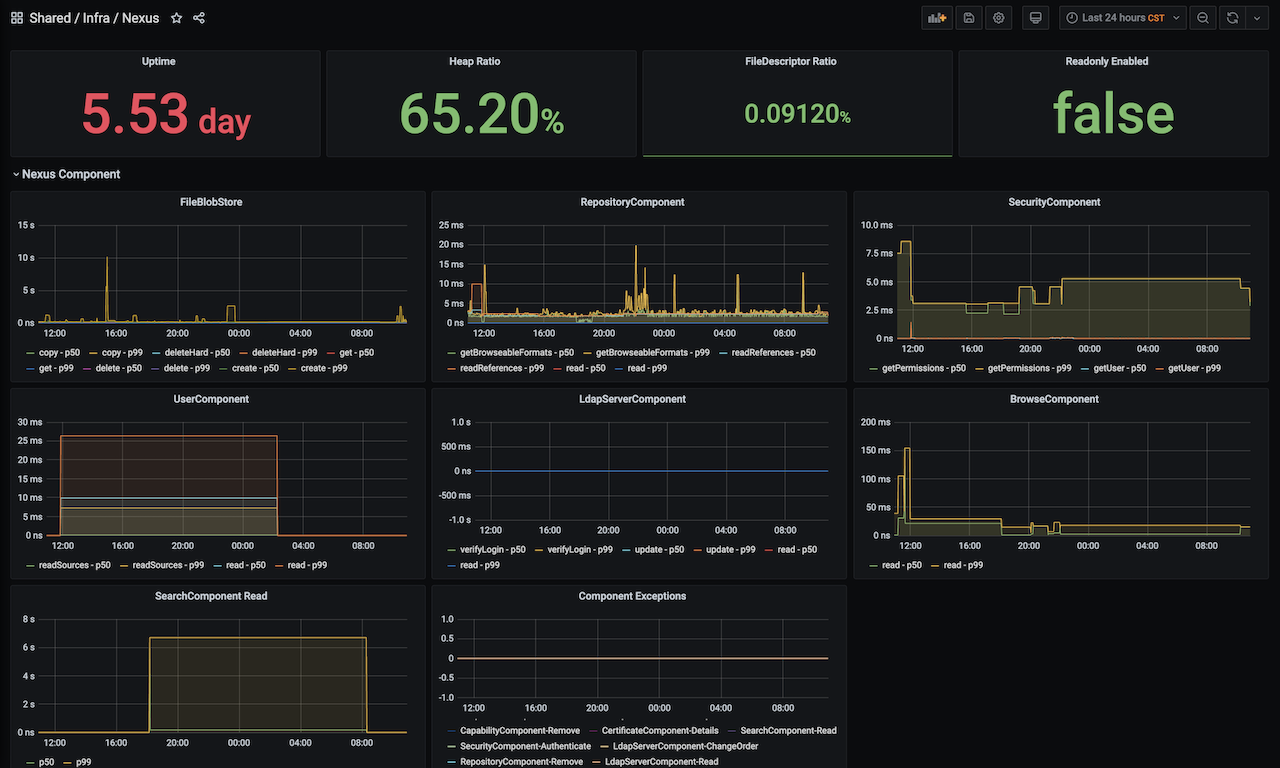 Shared / Infra / Nexus
Last 24 hours CST
Uptime
5.53 day
Heap Ratio
65.20%
FileDescriptor Ratio
0.09120%
Readonly Enabled
false
Nexus Component
FileBlobStore
15 s
10 s
5 s
0 ns
12:00 16:00 20:00 00:00 04:00 08:00
copy - p50 copy - p99 deleteHard - p50 deleteHard - p99 get - p50
get - p99 delete - p50 delete - p99 create - p50 create - p99
RepositoryComponent
25 ms
20 ms
15 ms
10 ms
5 ms
0 ns
12:00 16:00 20:00 00:00 04:00 08:00
getBrowseableFormats - p50 getBrowseableFormats - p99 readReferences - p50
readReferences - p99 read - p50 read - p99
SecurityComponent
10.0 ms
7.5 ms
5.0 ms
2.5 ms
0 ns
12:00 16:00 20:00 00:00 04:00 08:00
getPermissions - p50 getPermissions - p99 getUser - p50 getUser - p99
UserComponent
30 ms
25 ms
20 ms
15 ms
10 ms
5 ms
0 ns
12:00 16:00 20:00 00:00 04:00 08:00
readSources - p50 readSources - p99 read - p50 read - p99
LdapServerComponent
1.0 s
500 ms
0 ns
-500 ms
-1.0 s
12:00 16:00 20:00 00:00 04:00 08:00
verifyLogin - p50 verifyLogin - p99 update - p50 update - p99 read - p50
read - p99
BrowseComponent
200 ms
150 ms
100 ms
50 ms
0 ns
12:00 16:00 20:00 00:00 04:00 08:00
read - p50 read - p99
SearchComponent Read
8 s
6 s
4 s
2 s
0 ns
12:00 16:00 20:00 00:00 04:00 08:00
p50 p99
Component Exceptions
1.0
0.5
0
-0.5
-1.0
12:00 16:00 20:00 00:00 04:00 08:00
CapabilityComponent-Remove CertificateComponent-Details SearchComponent-Read
SecurityComponent-Authenticate LdapServerComponent-ChangeOrder
RepositoryComponent-Remove LdapServerComponent-Read